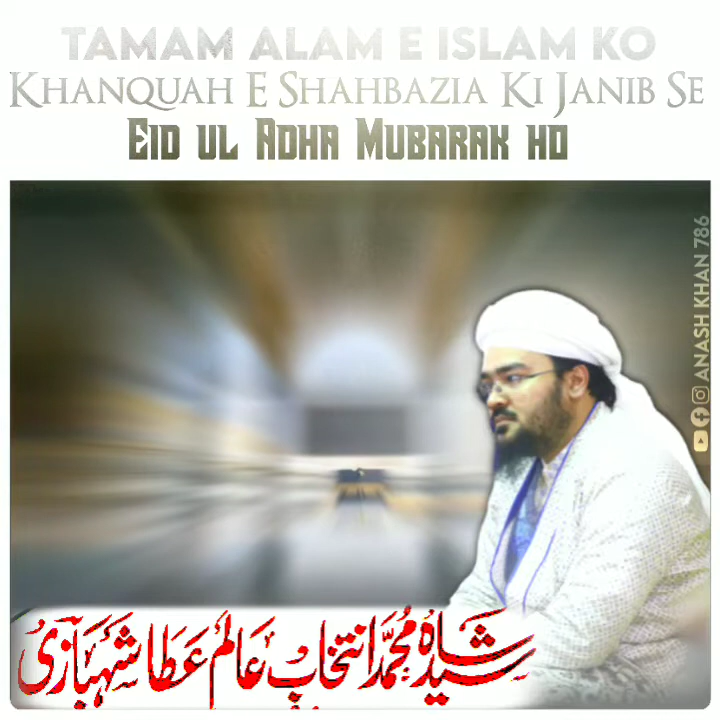 TAMAM ALAM E ISLAM KO
KHANQUAH E SHAHBAZIA KI JANIB SE
EID UL ADHA MUBARAK HO
ANASH KHAN 786
سید شاہ محمد انتخاب عالم عطا شہبازی